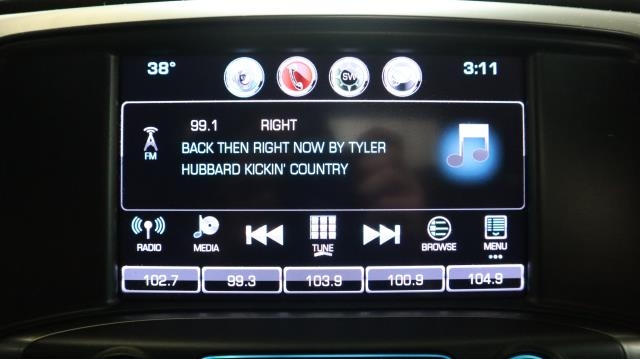 38° SW 3:11
99.1 RIGHT
FM
BACK THEN RIGHT NOW BY TYLER
HUBBARD KICKIN' COUNTRY
RADIO MEDIA TUNE BROWSE MENU
102.7 99.3 103.9 100.9 104.9